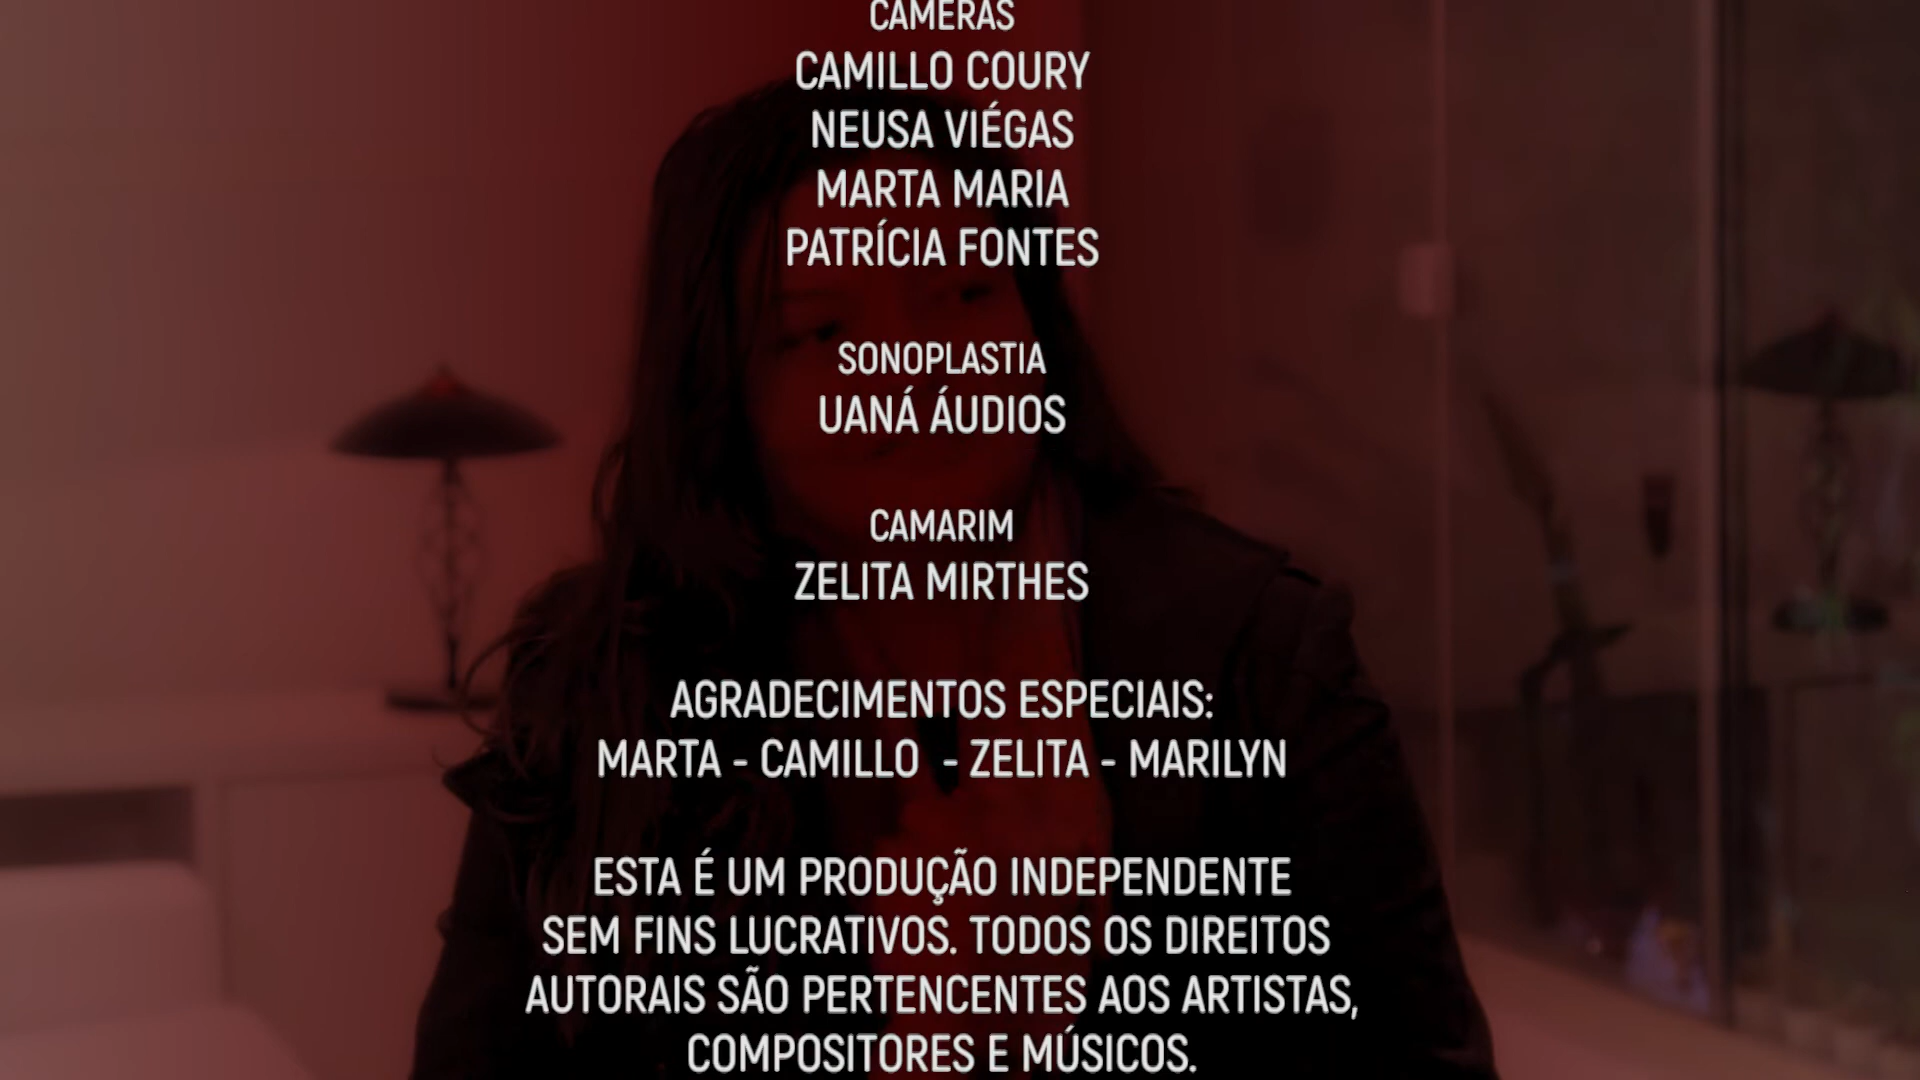 CÂMERAS
CAMILLO COURY
NEUSA VIÉGAS
MARTA MARIA
PATRÍCIA FONTES
SONOPLASTIA
UANÁ ÁUDIOS
CAMARIM
ZELITA MIRTHES
AGRADECIMENTOS ESPECIAIS:
MARTA - CAMILLO - ZELITA - MARILYN
ESTA É UM PRODUÇÃO INDEPENDENTE
SEM FINS LUCRATIVOS. TODOS OS DIREITOS
AUTORAIS SÃO PERTENCENTES AOS ARTISTAS,
COMPOSITORES E MÚSICOS.